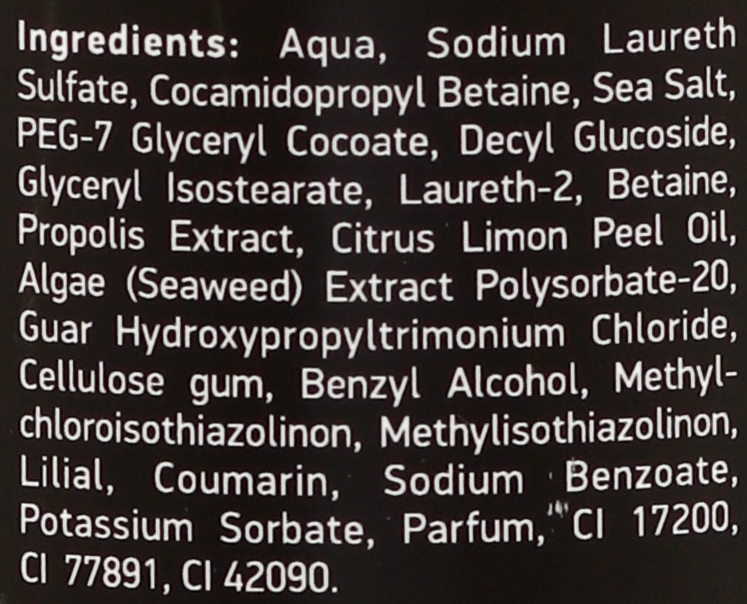 Ingredients: Aqua, Sodium Laureth
Sulfate, Cocamidopropyl Betaine, Sea Salt,
PEG-7 Glyceryl Cocoate, Decyl Glucoside,
Glyceryl Isostearate, Laureth-2, Betaine,
Propolis Extract, Citrus Limon Peel Oil,
Algae (Seaweed) Extract Polysorbate-20,
Guar Hydroxypropyltrimonium Chloride,
Cellulose gum, Benzyl Alcohol, Methyl-
chloroisothiazolinon, Methylisothiazolinon,
Lilial, Coumarin, Sodium Benzoate,
Potassium Sorbate, Parfum, CI 17200,
CI 77891, CI 42090.